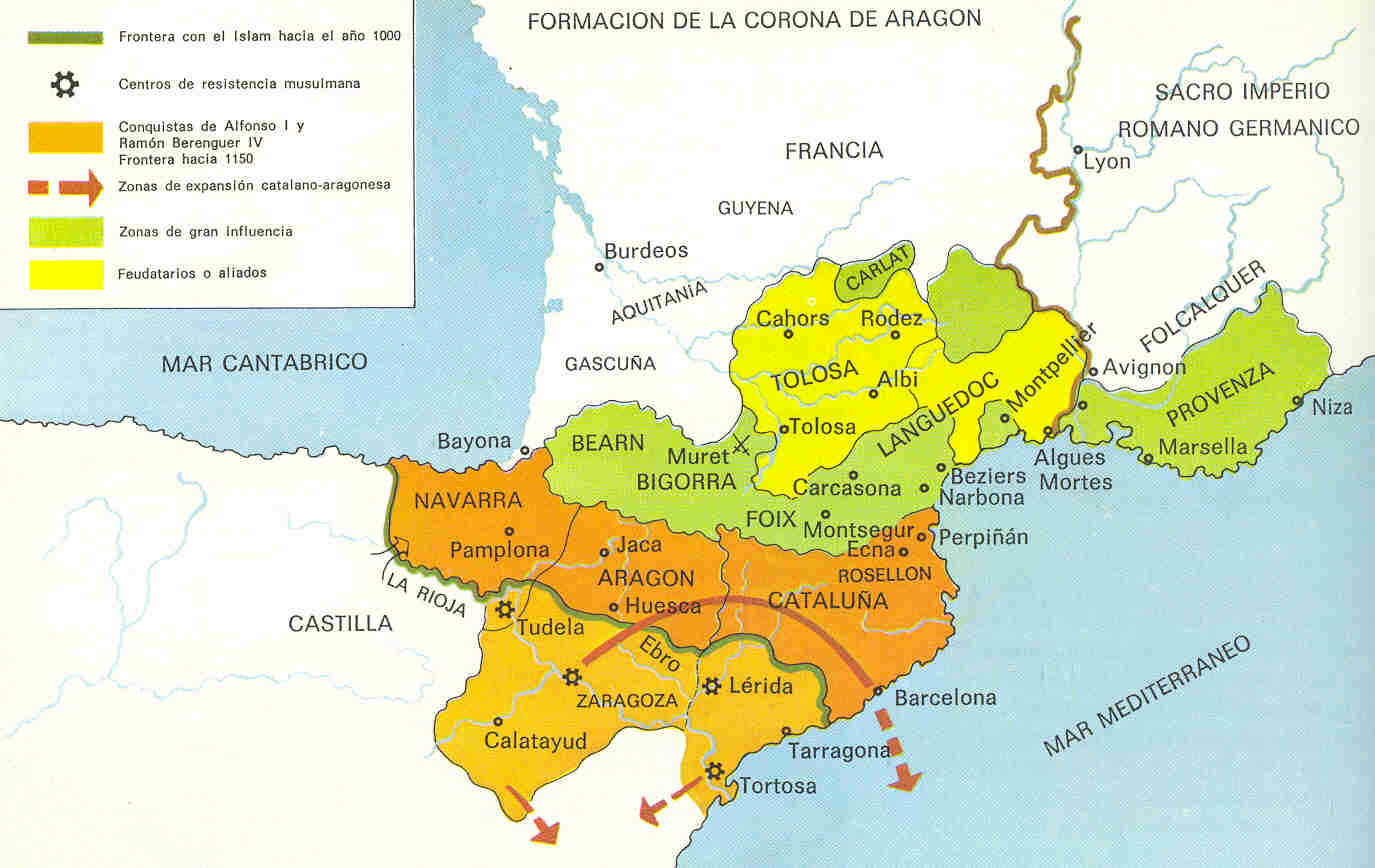 FORMACION DE LA CORONA DE ARAGON
Frontera con el Islam hacia el año 1000
Centros de resistencia musulmana
Conquistas de Alfonso I y
Ramón Berenguer IV
Frontera hacia 1150
Zonas de expansión catalano-aragonesa
Zonas de gran influencia
Feudatarios o aliados
SACRO IMPERIO
ROMANO GERMANICO
FRANCIA
Lyon
GUYENA
Burdeos
CARLAT
AQUITANIA
FOLCALQUER
Cahors
Rodez
MAR CANTABRICO
GASCUÑA
TOLOSA
Albi
LANGUEDOC
Montpellier
Avignon
PROVENZA
Niza
Tolosa
Bayona
BEARN
Muret
BIGORRA
Marsella
Algues
Mortes
Carcasona
Beziers
Narbona
NAVARRA
FOIX
Montsegur
Perpiñán
Pamplona
Jaca
Ecna
ROSELLON
ARAGON
LA RIOJA
Huesca
CATALUÑA
CASTILLA
Tudela
Ebro
Lérida
ZARAGOZA
Barcelona
MAR MEDITERRANEO
Calatayud
Tarragona
Tortosa